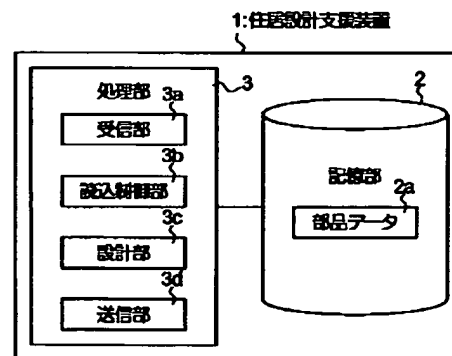 1:住居設計支援装置
3
処理部
3a
受信部
3b
読込制御部
3c
設計部
3d
送信部
2
記憶部
2a
部品データ